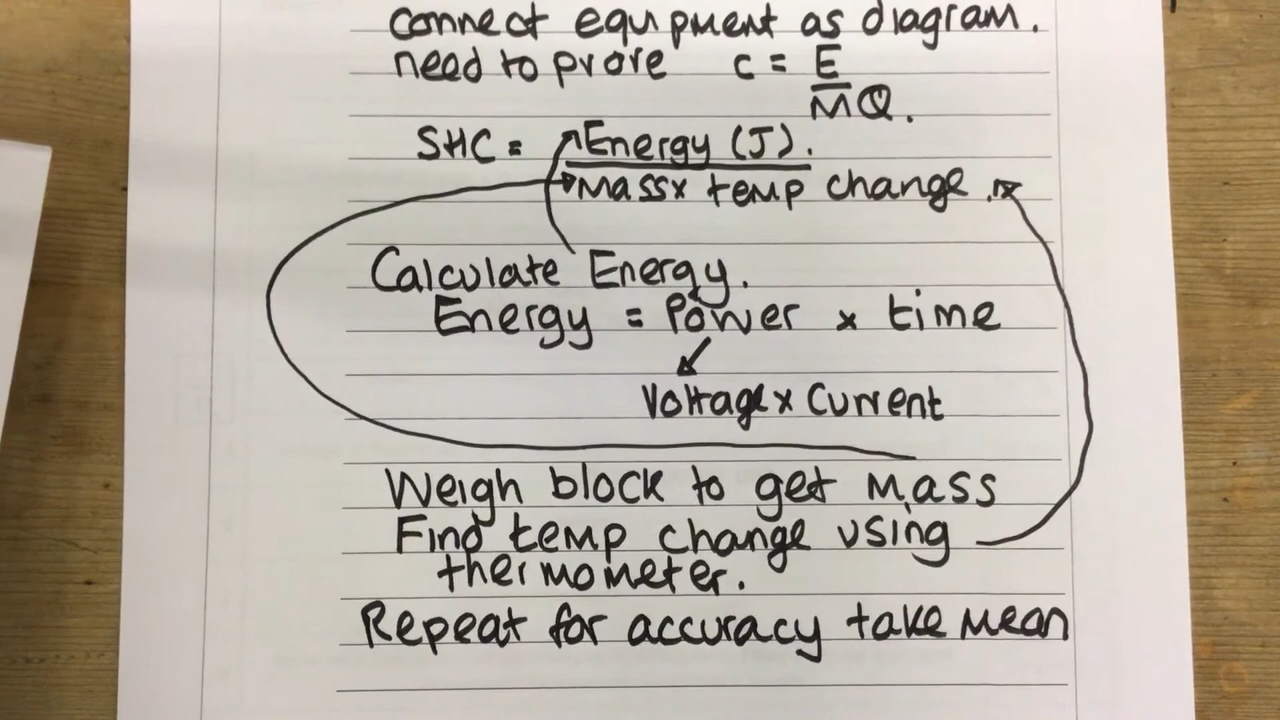 connect equipment as diagram.
need to prove c = E
MQ.
SHC = Energy (J).
Mass x temp change.
Calculate Energy.
Energy = Power x time
Voltage x Current
Weigh block to get mass
Find temp change using
thermometer.
Repeat for accuracy take mean